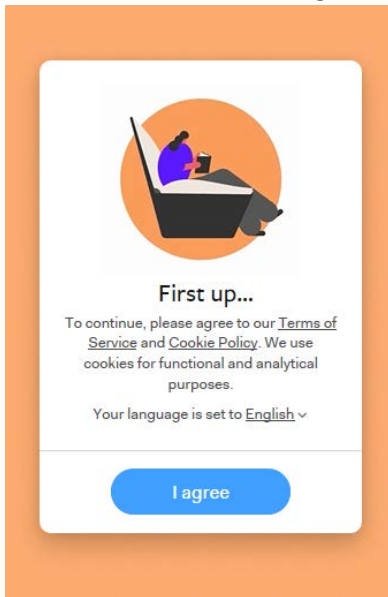 First up...
To continue, please agree to our Terms of
Service and Cookie Policy. We use
cookies for functional and analytical
purposes.
Your language is set to English
I agree